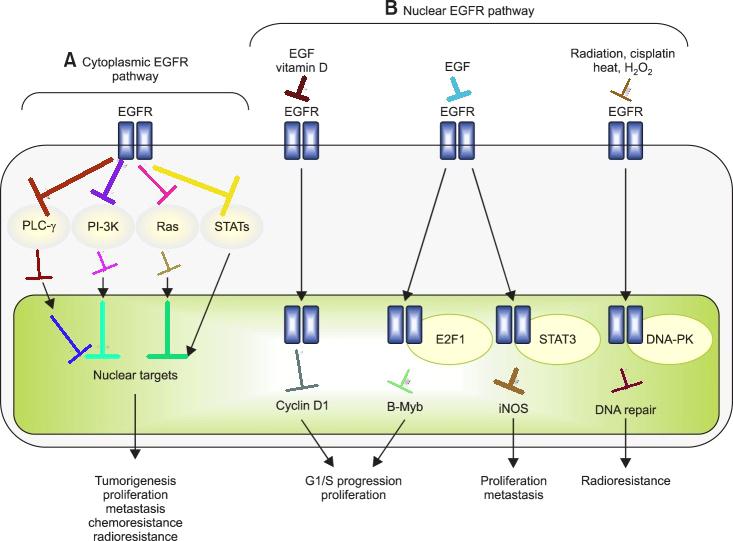 B Nuclear EGFR pathway
A Cytoplasmic EGFR
pathway
EGF
vitamin D
EGF
Radiation, cisplatin
heat, H₂O₂
EGFR
EGFR
EGFR
EGFR
PLC-γ
PI-3K
Ras
STATs
E2F1
STAT3
DNA-PK
Nuclear targets
Cyclin D1
B-Myb
iNOS
DNA repair
Tumorigenesis
proliferation
metastasis
chemoresistance
radioresistance
G1/S progression
proliferation
Proliferation
metastasis
Radioresistance